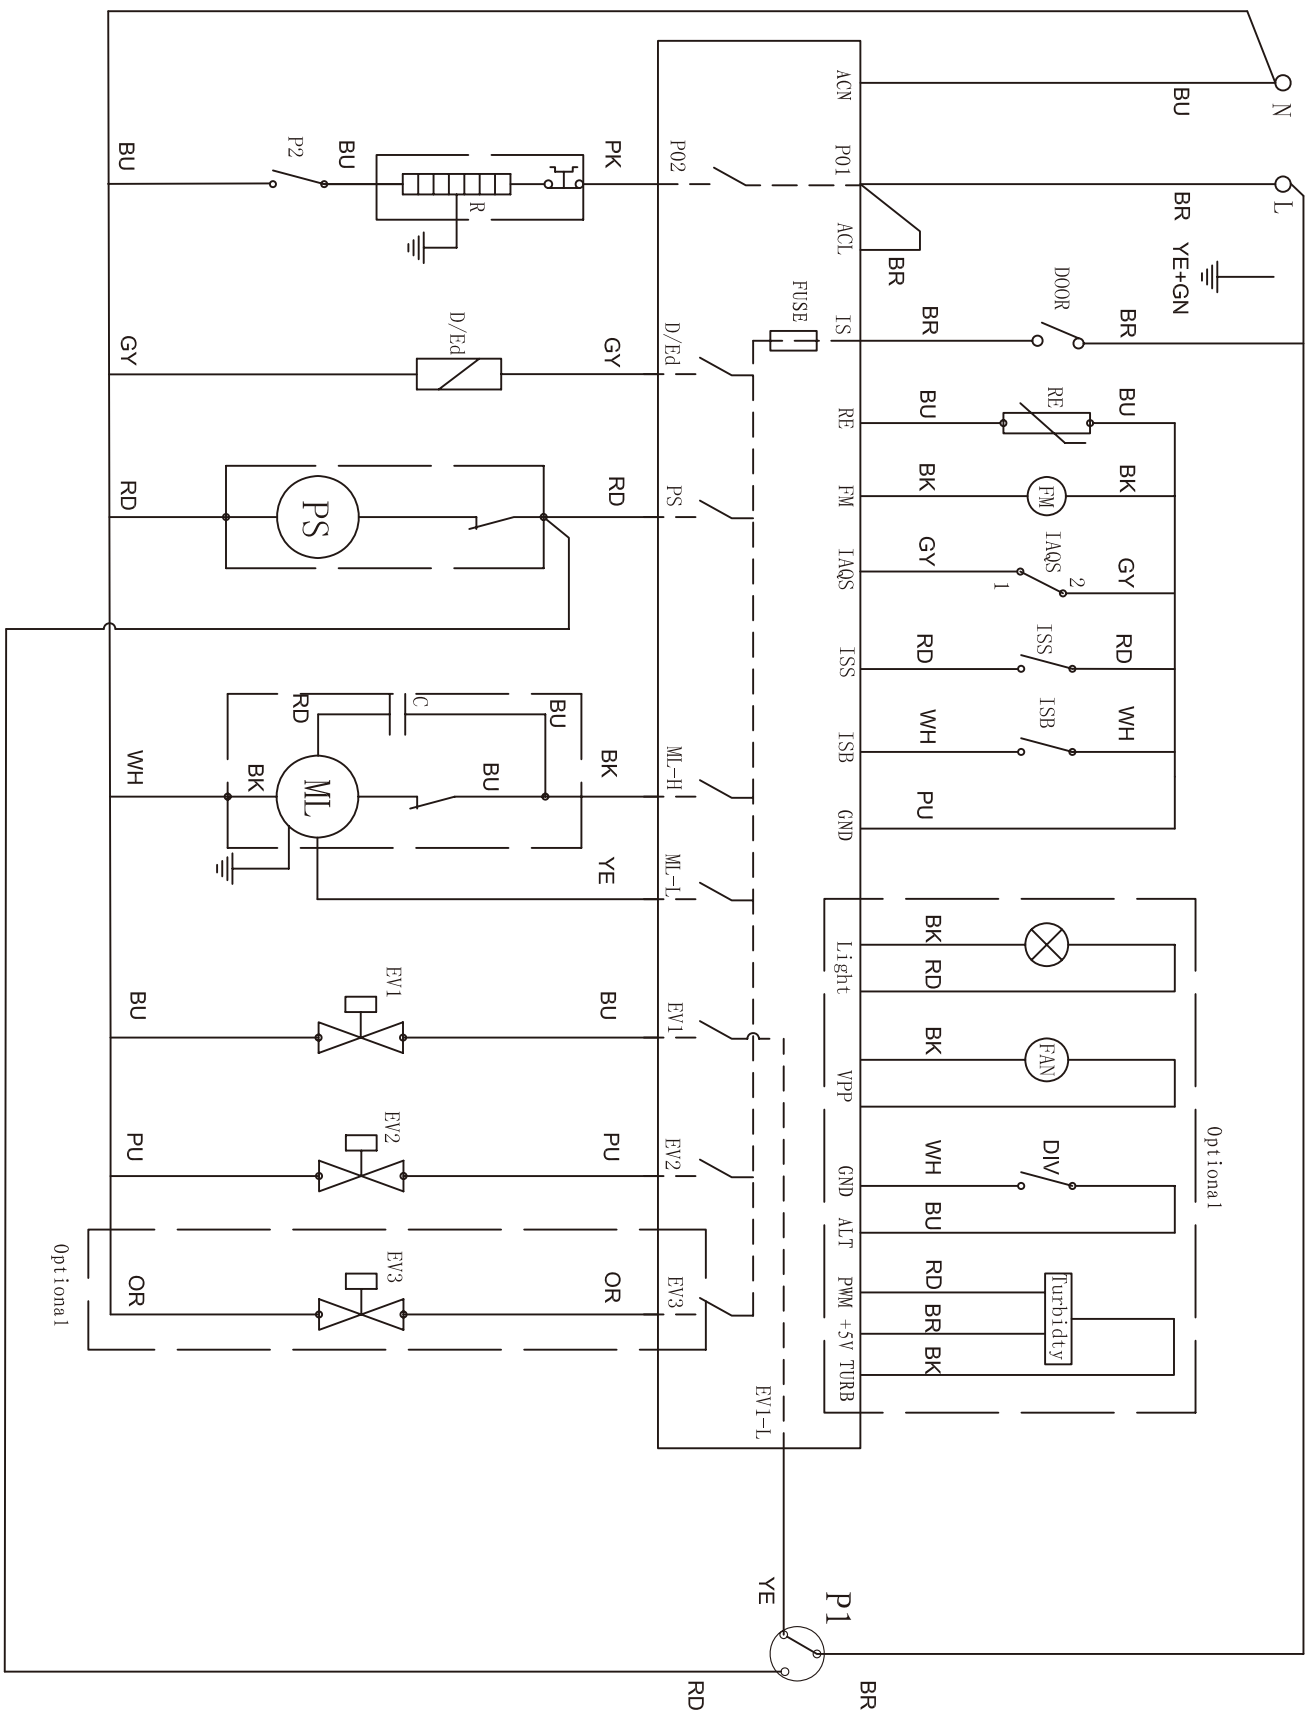 N
BU
ACN
P01
L
BR
YE+GN
ACL
BR
P02
PK
R
BU
P2
BU
FUSE
IS
BR
DOOR
BR
D/Ed
GY
D/Ed
GY
RE
BU
RE
BU
PS
RD
PS
RD
FM
BK
FM
BK
IAQS
GY
1
IAQS
2
GY
ISS
RD
ISS
RD
ISB
WH
ISB
WH
GND
PU
ML-H
BK
BU
C
RD
BU
ML
BK
WH
ML-L
YE
Light
BK
RD
VPP
BK
FAN
Optional
GND
WH
DIV
ALT
BU
PWM
RD
+5V
BR
TURB
BK
Turbidty
EV1
BU
EV1
BU
EV2
PU
EV2
PU
EV3
OR
EV3
OR
Optional
EV1-L
YE
P1
BR
RD